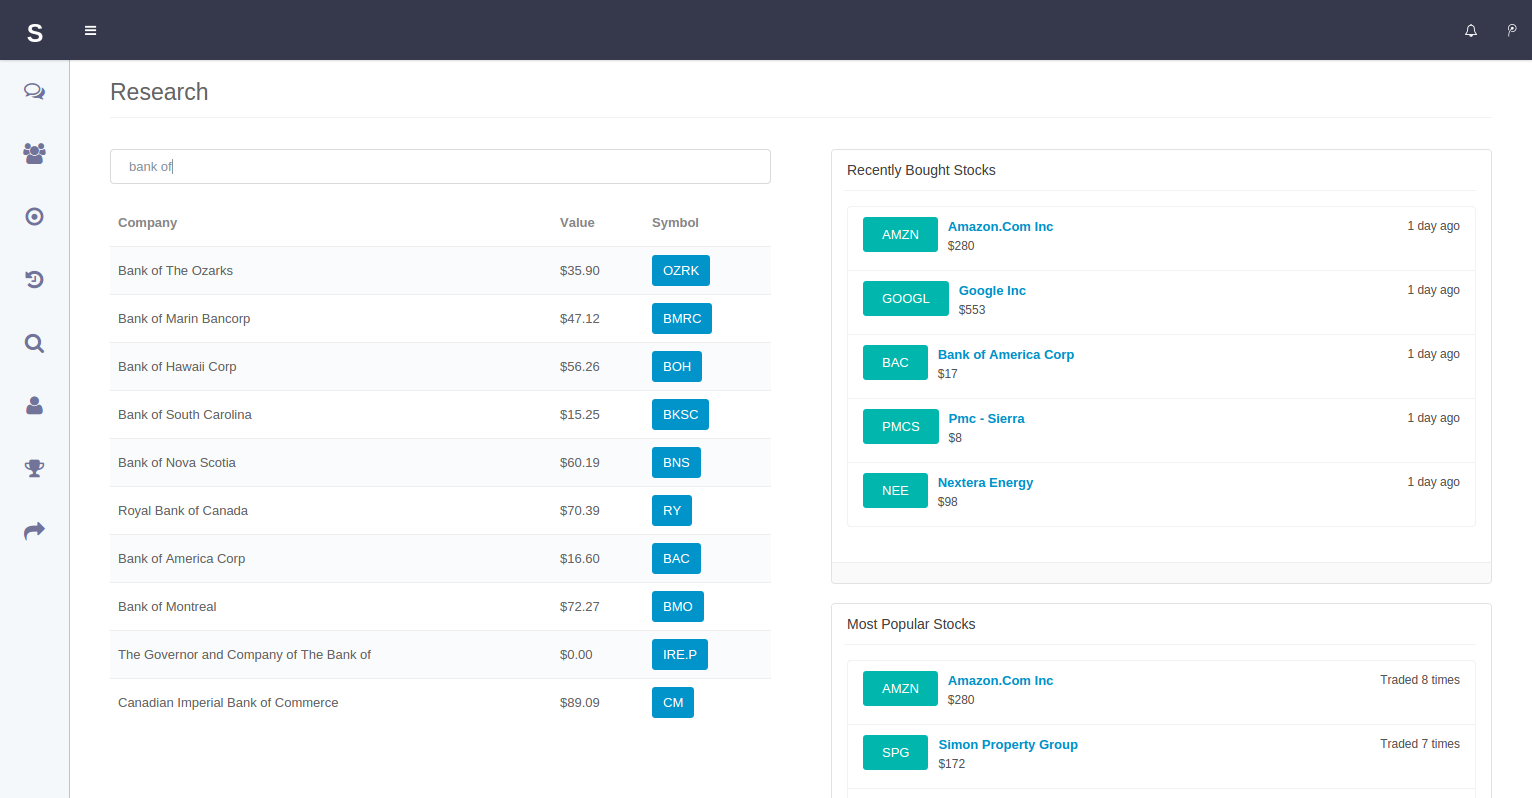 S
Research
bank of
Company Value Symbol
Bank of The Ozarks $35.90 OZRK
Bank of Marin Bancorp $47.12 BMRC
Bank of Hawaii Corp $56.26 BOH
Bank of South Carolina $15.25 BKSC
Bank of Nova Scotia $60.19 BNS
Royal Bank of Canada $70.39 RY
Bank of America Corp $16.60 BAC
Bank of Montreal $72.27 BMO
The Governor and Company of The Bank of $0.00 IRE.P
Canadian Imperial Bank of Commerce $89.09 CM
Recently Bought Stocks
AMZN Amazon.Com Inc 1 day ago
$280
GOOGL Google Inc 1 day ago
$553
BAC Bank of America Corp 1 day ago
$17
PMCS Pmc - Sierra 1 day ago
$8
NEE Nextera Energy 1 day ago
$98
Most Popular Stocks
AMZN Amazon.Com Inc Traded 8 times
$280
SPG Simon Property Group Traded 7 times
$172